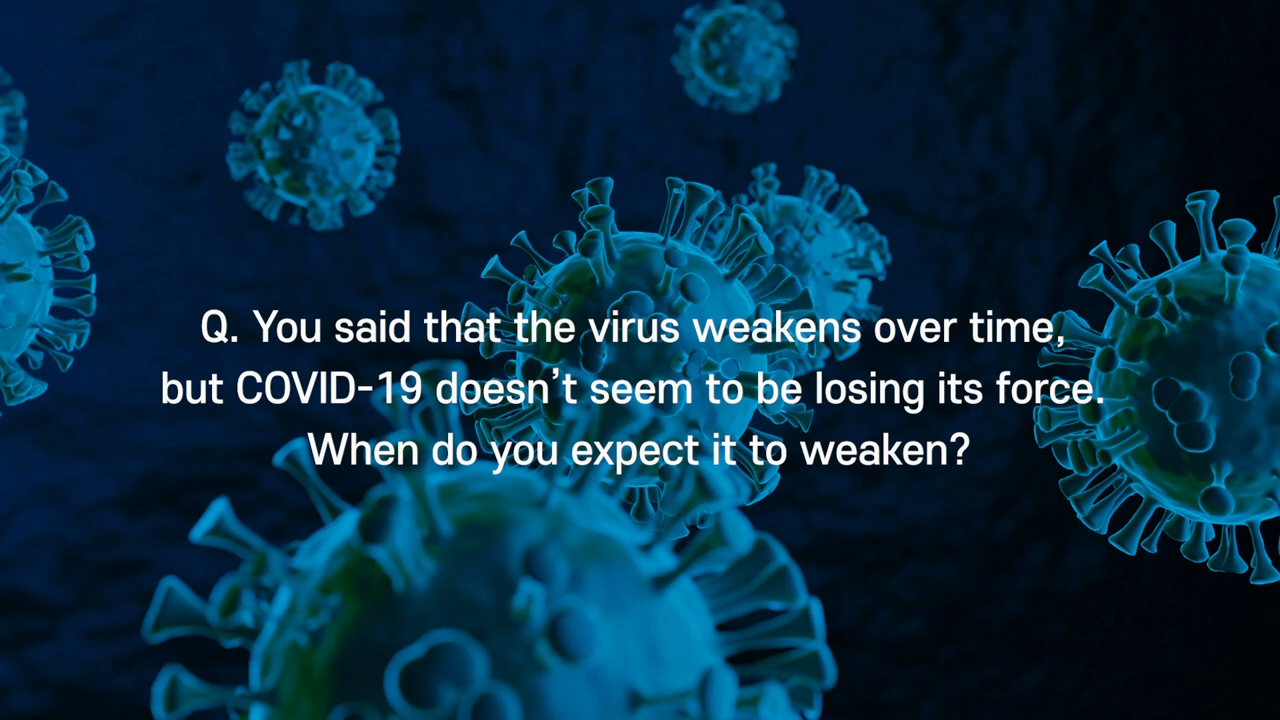 Q. You said that the virus weakens over time,
but COVID-19 doesn’t seem to be losing its force.
When do you expect it to weaken?